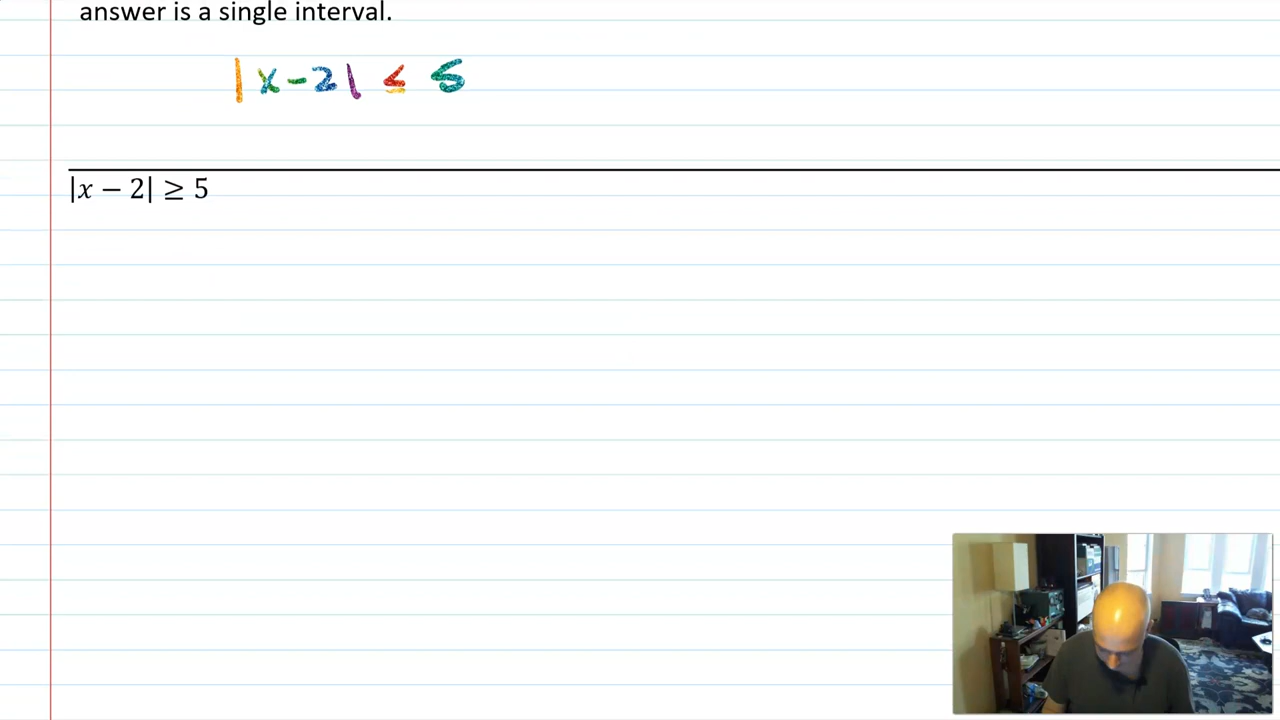 answer is a single interval.
|x-2| ≤ 5
|x − 2| ≥ 5